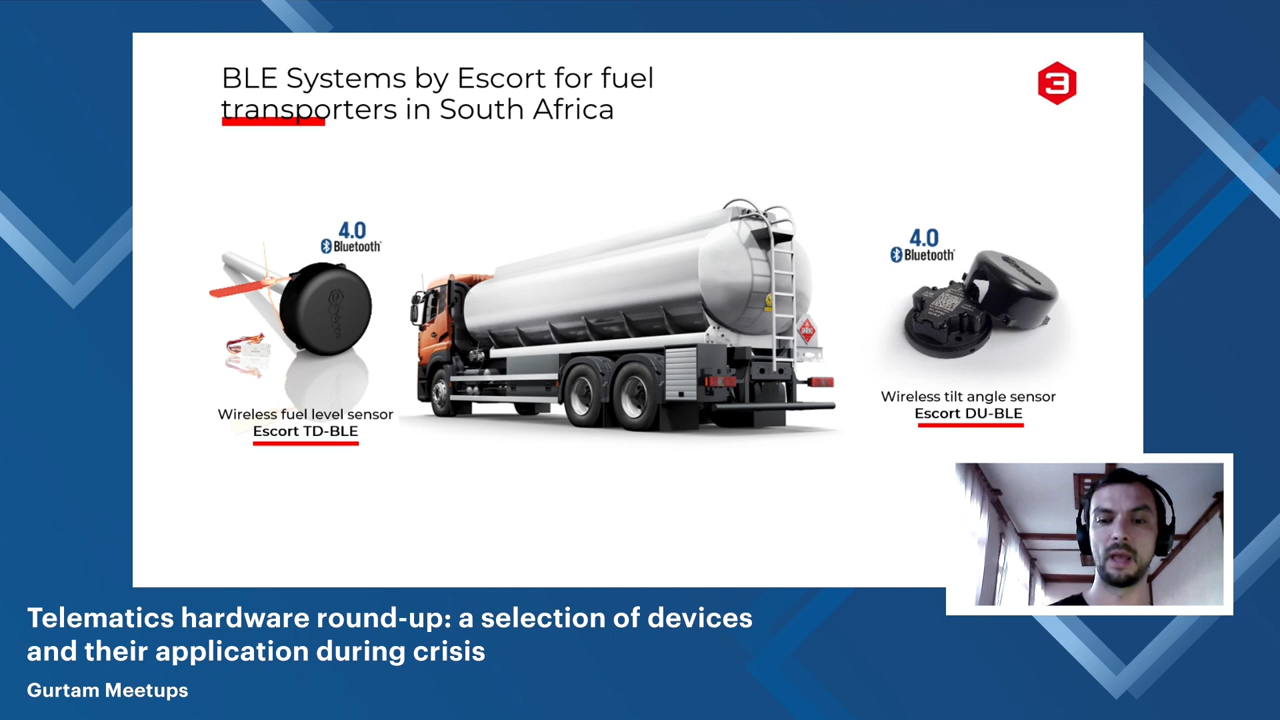 BLE Systems by Escort for fuel
transporters in South Africa
4.0
Bluetooth
4.0
Bluetooth
Wireless fuel level sensor
Escort TD-BLE
Wireless tilt angle sensor
Escort DU-BLE
Telematics hardware round-up: a selection of devices
and their application during crisis
Gurtam Meetups